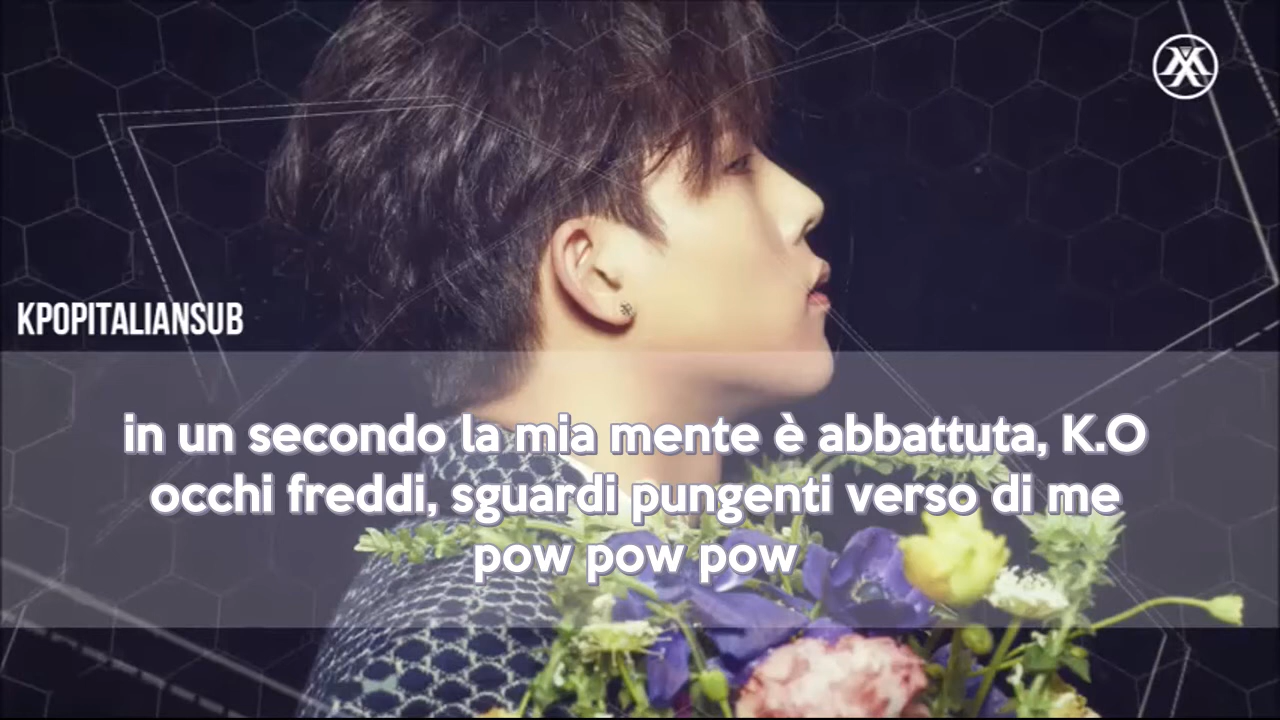 KPOPITALIANSUB
in un secondo la mia mente è abbattuta, K.O
occhi freddi, sguardi pungenti verso di me
pow pow pow